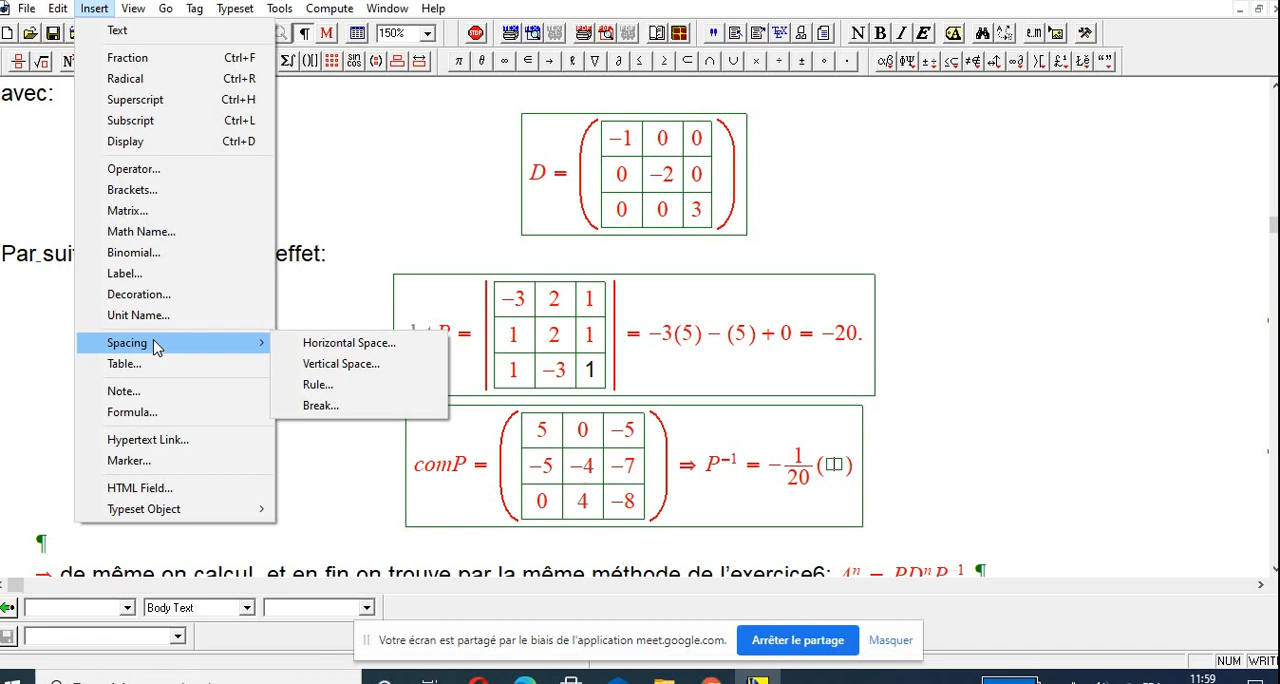 File Edit Insert View Go Tag Typeset Tools Compute Window Help
Text
Fraction Ctrl+F
Radical Ctrl+R
Superscript Ctrl+H
Subscript Ctrl+L
Display Ctrl+D
Operator...
Brackets...
Matrix...
Math Name...
Binomial...
Label...
Decoration...
Unit Name...
Spacing
Table...
Note...
Formula...
Hypertext Link...
Marker...
HTML Field...
Typeset Object
Horizontal Space...
Vertical Space...
Rule...
Break...
150%
N B I E
avec:
D = ( −1 0 0
0 −2 0
0 0 3 )
Par suit effet:
P = | −3 2 1
1 2 1
1 −3 1 | = −3(5) − (5) + 0 = −20.
comP = ( 5 0 −5
−5 −4 −7
0 4 −8 ) ⇒ P⁻¹ = −1/20 (□)
¶
⇒ de même on calcul et en fin on trouve par la même méthode de l'exercice6: Aⁿ = PDⁿP⁻¹ ¶
Body Text
Votre écran est partagé par le biais de l'application meet.google.com. Arrêter le partage Masquer
NUM WRITE
11:59